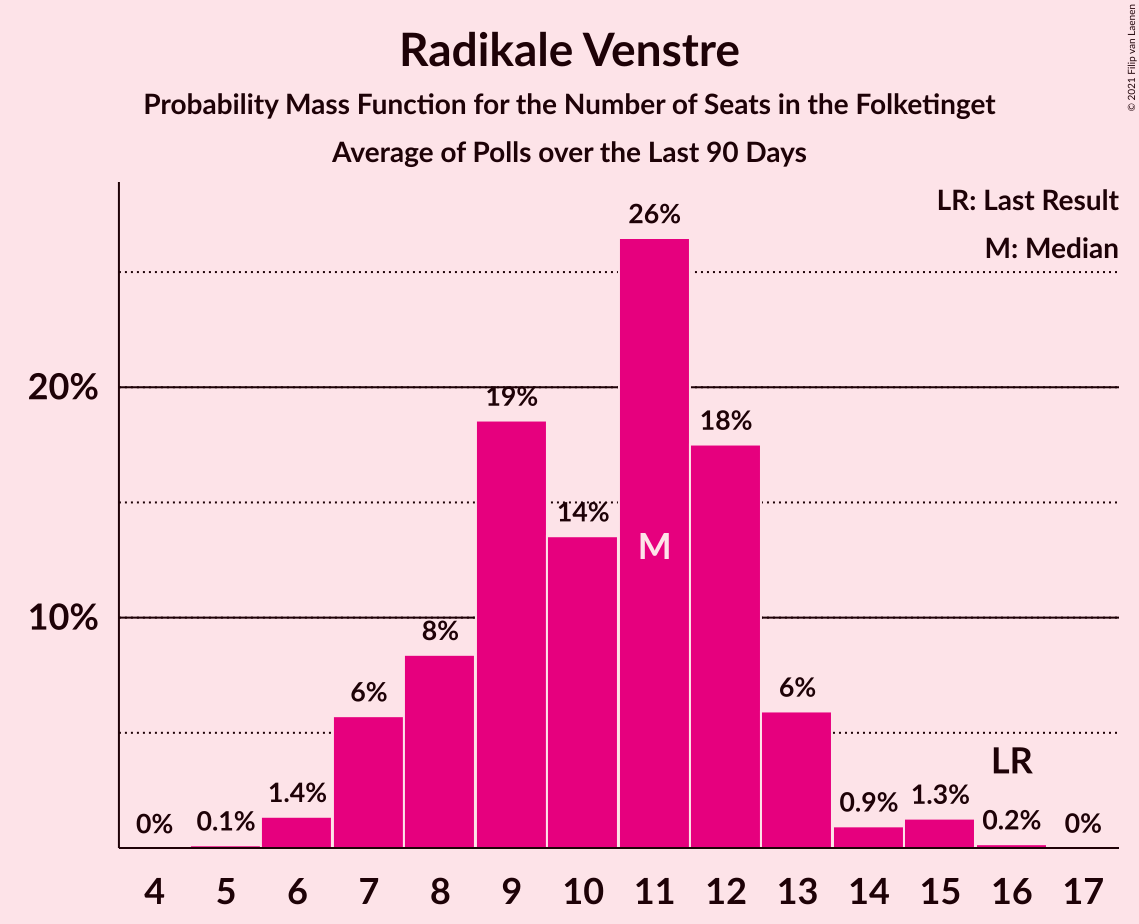 Radikale Venstre
Probability Mass Function for the Number of Seats in the Folketinget
Average of Polls over the Last 90 Days
© 2021 Filip van Laenen
LR: Last Result
M: Median
20%
10%
0%
0.1%
1.4%
6%
8%
19%
14%
26%
18%
6%
0.9%
1.3%
0.2%
0%
M
LR
4 5 6 7 8 9 10 11 12 13 14 15 16 17